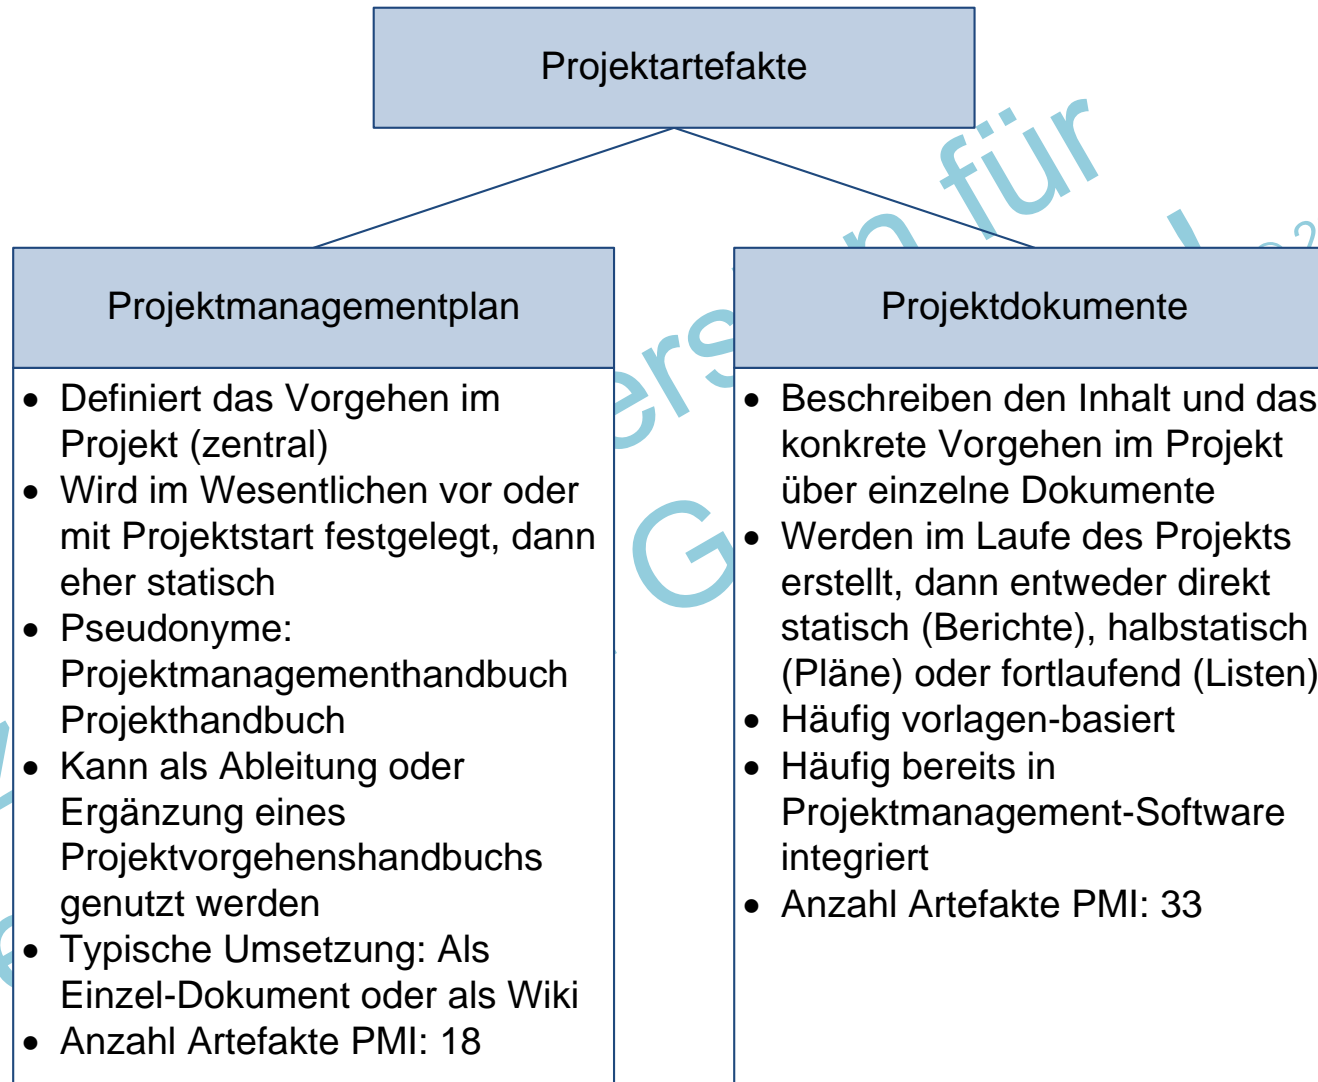 Projektartefakte
für
Projektmanagementplan
• Definiert das Vorgehen im
Projekt (zentral)
• Wird im Wesentlichen vor oder
mit Projektstart festgelegt, dann
eher statisch
• Pseudonyme:
Projektmanagementhandbuch
Projekthandbuch
• Kann als Ableitung oder
Ergänzung eines
Projektvorgehenshandbuchs
genutzt werden
• Typische Umsetzung: Als
Einzel-Dokument oder als Wiki
• Anzahl Artefakte PMI: 18
Projektdokumente
• Beschreiben den Inhalt und das
konkrete Vorgehen im Projekt
über einzelne Dokumente
• Werden im Laufe des Projekts
erstellt, dann entweder direkt
statisch (Berichte), halbstatisch
(Pläne) oder fortlaufend (Listen)
• Häufig vorlagen-basiert
• Häufig bereits in
Projektmanagement-Software
integriert
• Anzahl Artefakte PMI: 33